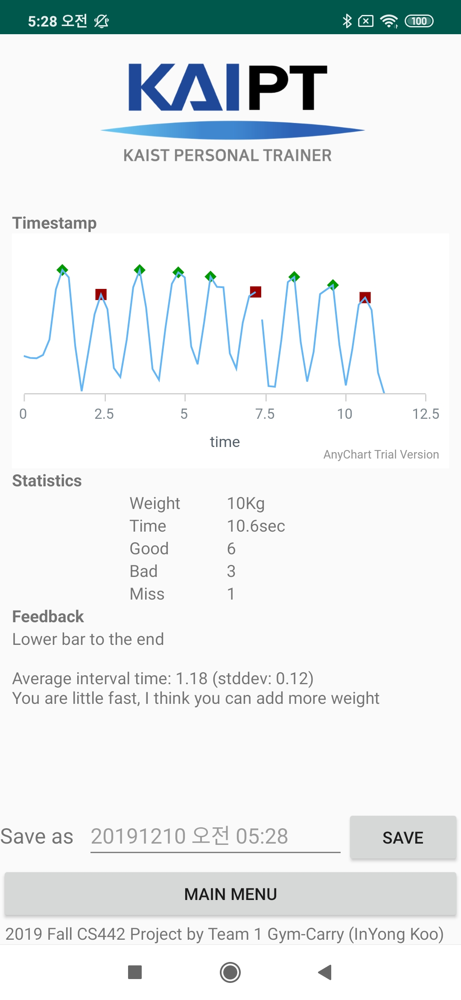 5:28 오전
100
KAIPT
KAIST PERSONAL TRAINER
Timestamp
0 2.5 5 7.5 10 12.5
time
AnyChart Trial Version
Statistics
Weight 10Kg
Time 10.6sec
Good 6
Bad 3
Miss 1
Feedback
Lower bar to the end
Average interval time: 1.18 (stddev: 0.12)
You are little fast, I think you can add more weight
Save as 20191210 오전 05:28 SAVE
MAIN MENU
2019 Fall CS442 Project by Team 1 Gym-Carry (InYong Koo)